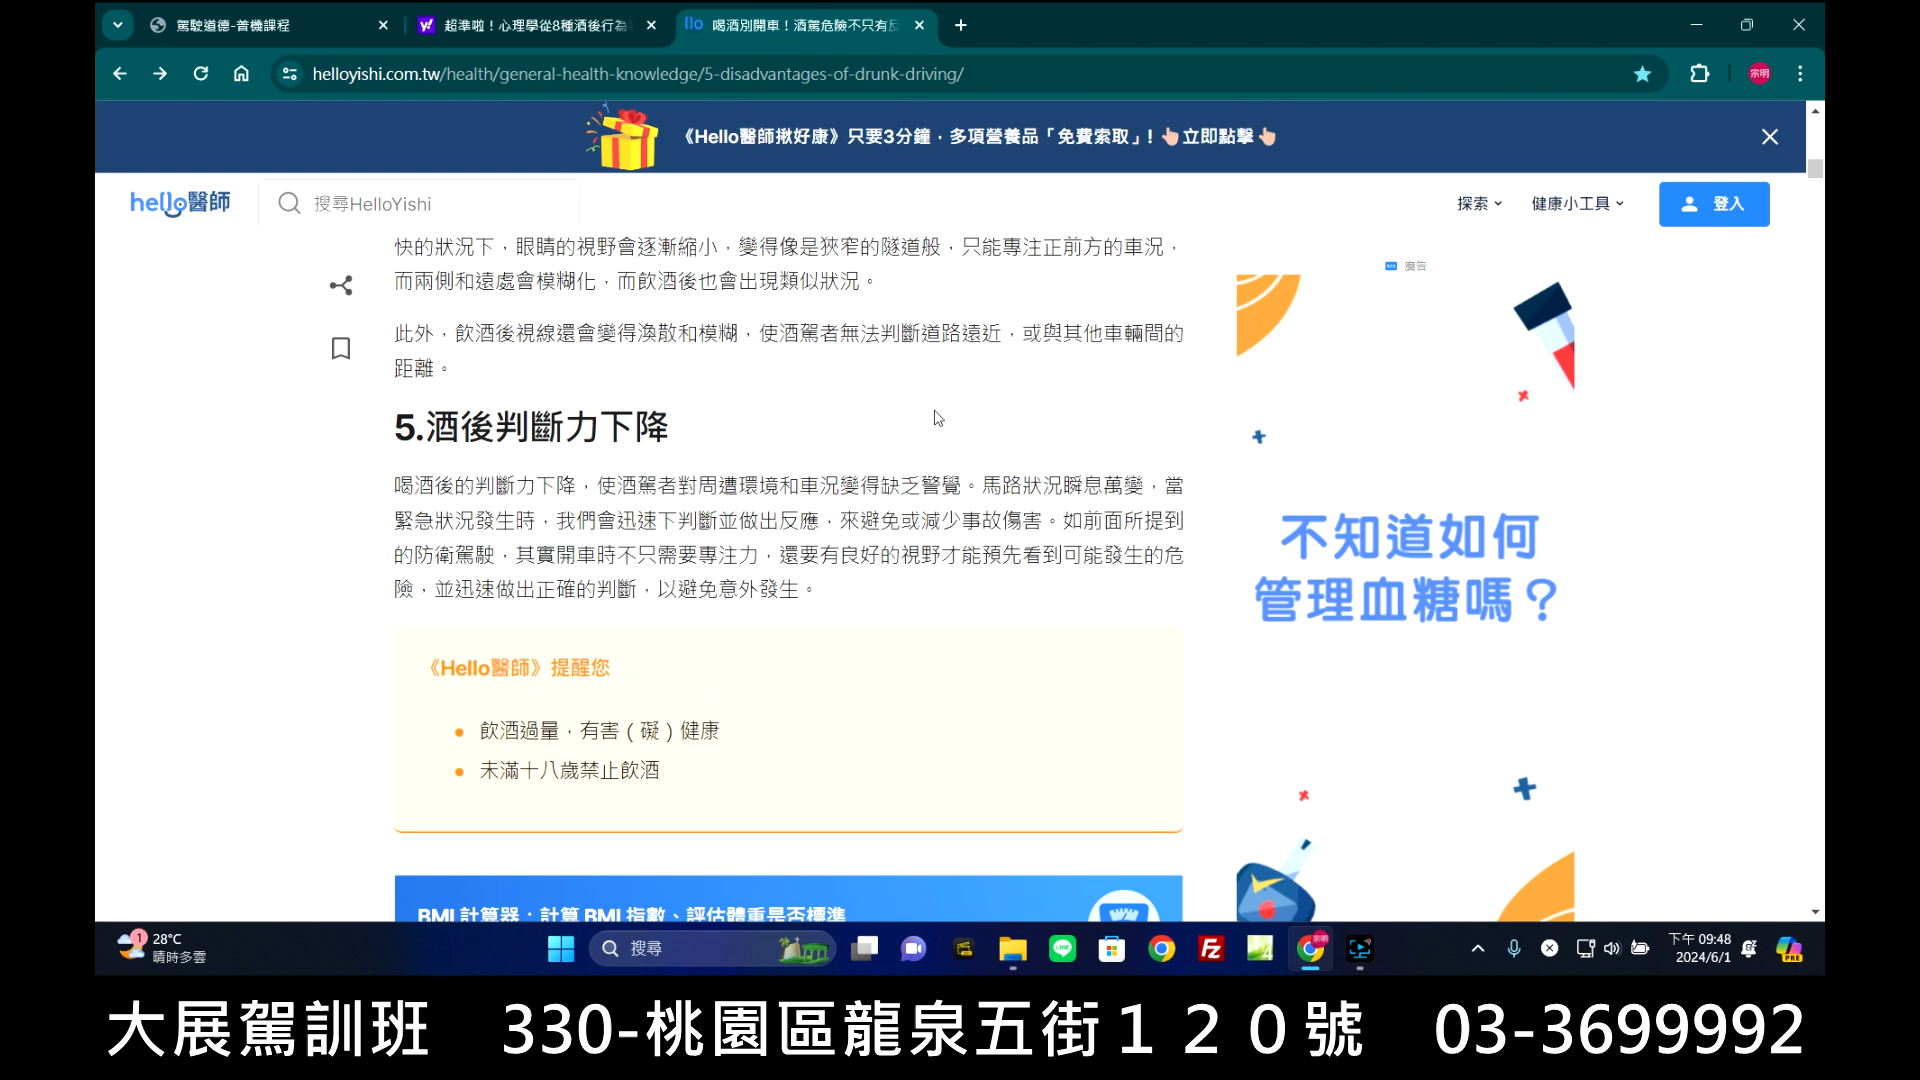 駕駛道德-普機課程
超準啦！心理學從8種酒後行為
喝酒別開車！酒駕危險不只有反
helloyishi.com.tw/health/general-health-knowledge/5-disadvantages-of-drunk-driving/
宗明
《Hello醫師揪好康》只要3分鐘，多項營養品「免費索取」！👆立即點擊👆
hello醫師
搜尋HelloYishi
探索
健康小工具
登入
快的狀況下，眼睛的視野會逐漸縮小，變得像是狹窄的隧道般，只能專注正前方的車況，
而兩側和遠處會模糊化，而飲酒後也會出現類似狀況。
此外，飲酒後視線還會變得渙散和模糊，使酒駕者無法判斷道路遠近，或與其他車輛間的
距離。
5.酒後判斷力下降
喝酒後的判斷力下降，使酒駕者對周遭環境和車況變得缺乏警覺。馬路狀況瞬息萬變，當
緊急狀況發生時，我們會迅速下判斷並做出反應，來避免或減少事故傷害。如前面所提到
的防衛駕駛，其實開車時不只需要專注力，還要有良好的視野才能預先看到可能發生的危
險，並迅速做出正確的判斷，以避免意外發生。
《Hello醫師》提醒您
飲酒過量，有害（礙）健康
未滿十八歲禁止飲酒
BMI 計算器：計算 BMI 指數、評估體重是否標準
廣告
不知道如何
管理血糖嗎？
1
28°C
晴時多雲
搜尋
下午 09:48
2024/6/1
PRE
大展駕訓班 330-桃園區龍泉五街１２０號 03-3699992